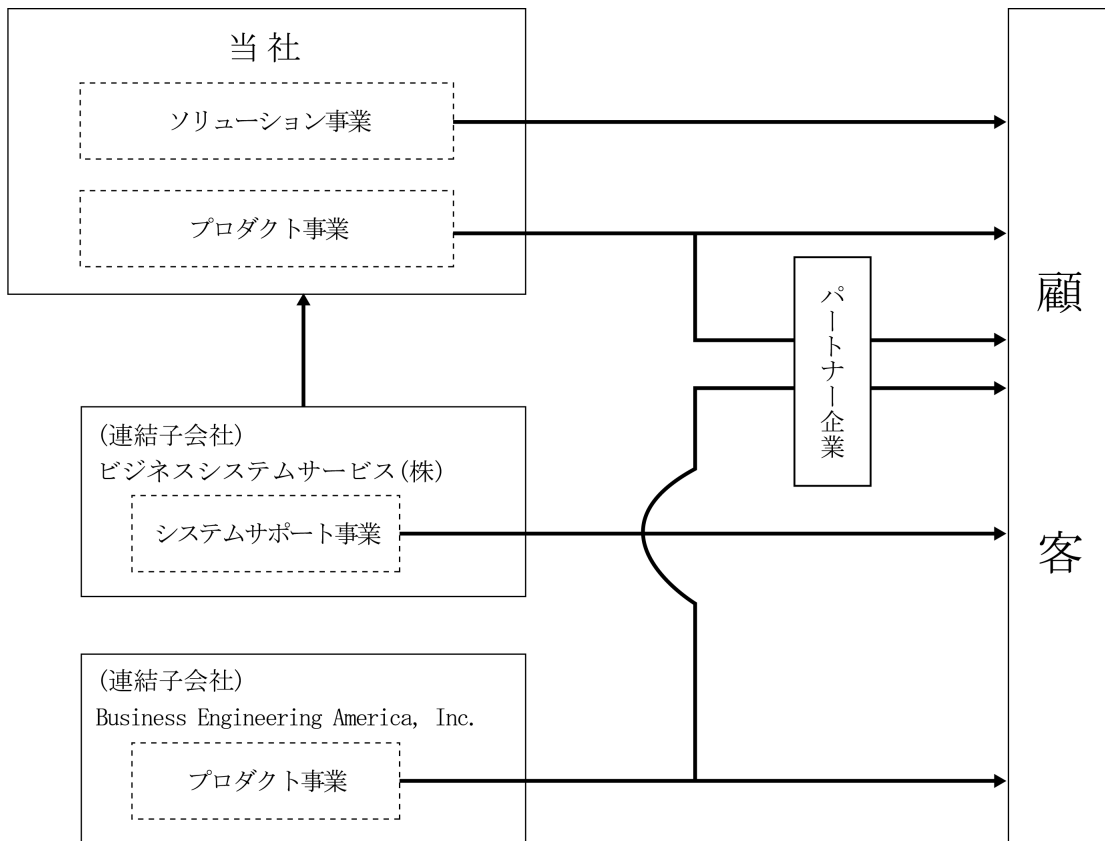 当社
ソリューション事業
プロダクト事業
パートナー企業
顧客
(連結子会社)
ビジネスシステムサービス(株)
システムサポート事業
(連結子会社)
Business Engineering America, Inc.
プロダクト事業